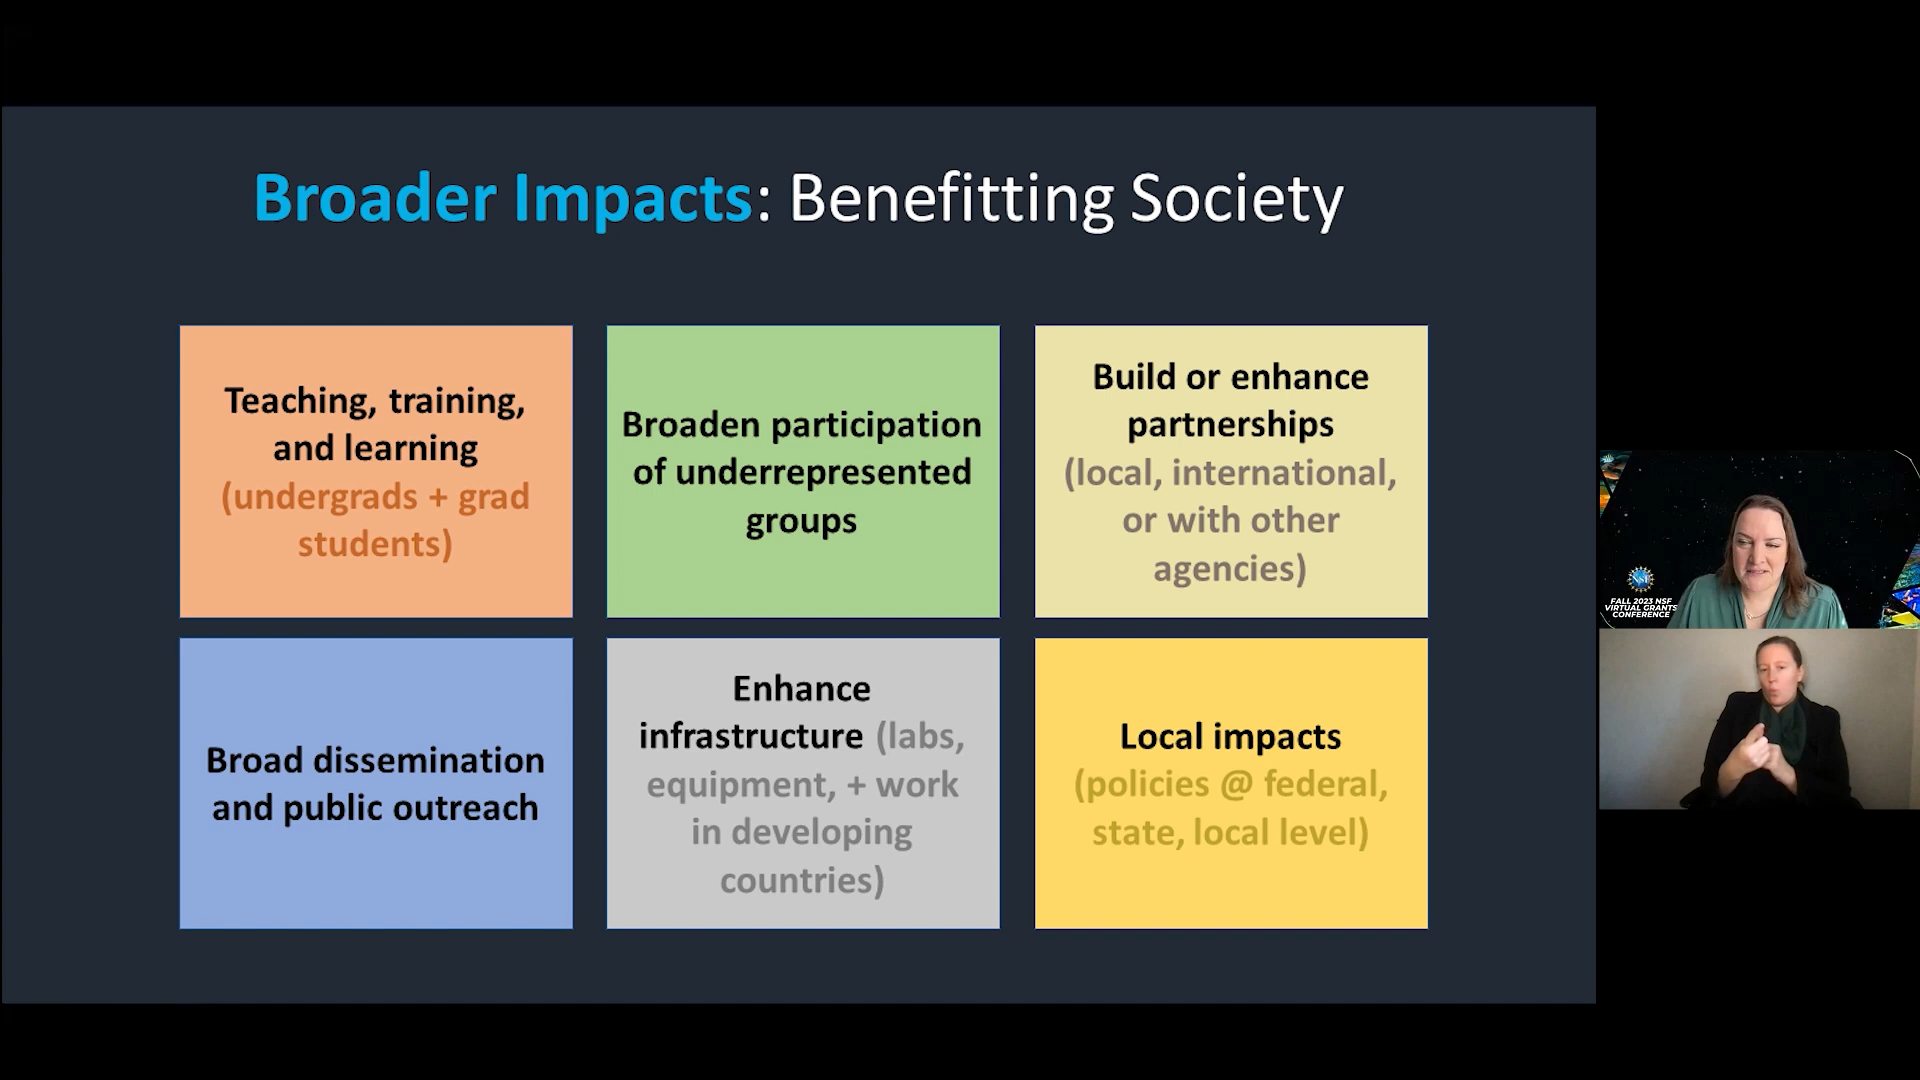 Broader Impacts: Benefitting Society
Teaching, training,
and learning
(undergrads + grad
students)
Broaden participation
of underrepresented
groups
Build or enhance
partnerships
(local, international,
or with other
agencies)
Broad dissemination
and public outreach
Enhance
infrastructure (labs,
equipment, + work
in developing
countries)
Local impacts
(policies @ federal,
state, local level)
NSF
FALL 2023 NSF
VIRTUAL GRANTS
CONFERENCE